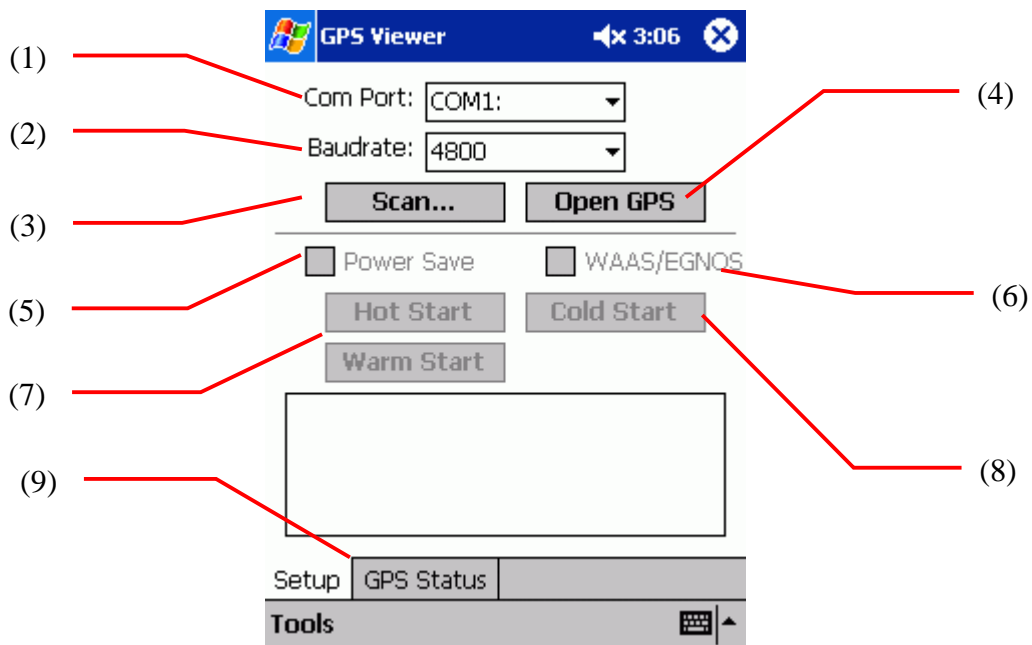 GPS Viewer 3:06
(1)
Com Port: COM1:
(4)
(2)
Baudrate: 4800
(3)
Scan... Open GPS
Power Save WAAS/EGNOS
(5)
(6)
Hot Start Cold Start
(7)
Warm Start
(8)
(9)
Setup GPS Status
Tools